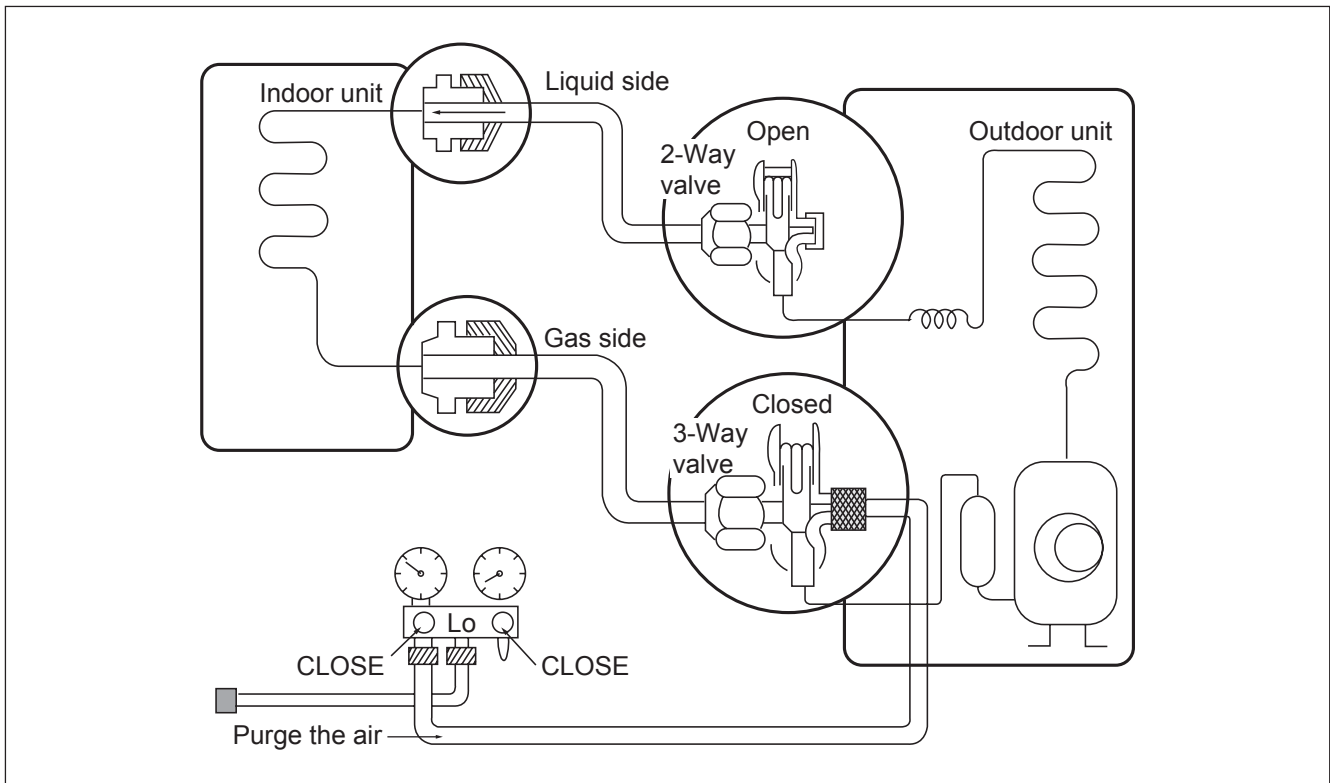 Indoor unit
Liquid side
Open
2-Way
valve
Outdoor unit
Gas side
Closed
3-Way
valve
Lo
CLOSE
CLOSE
Purge the air